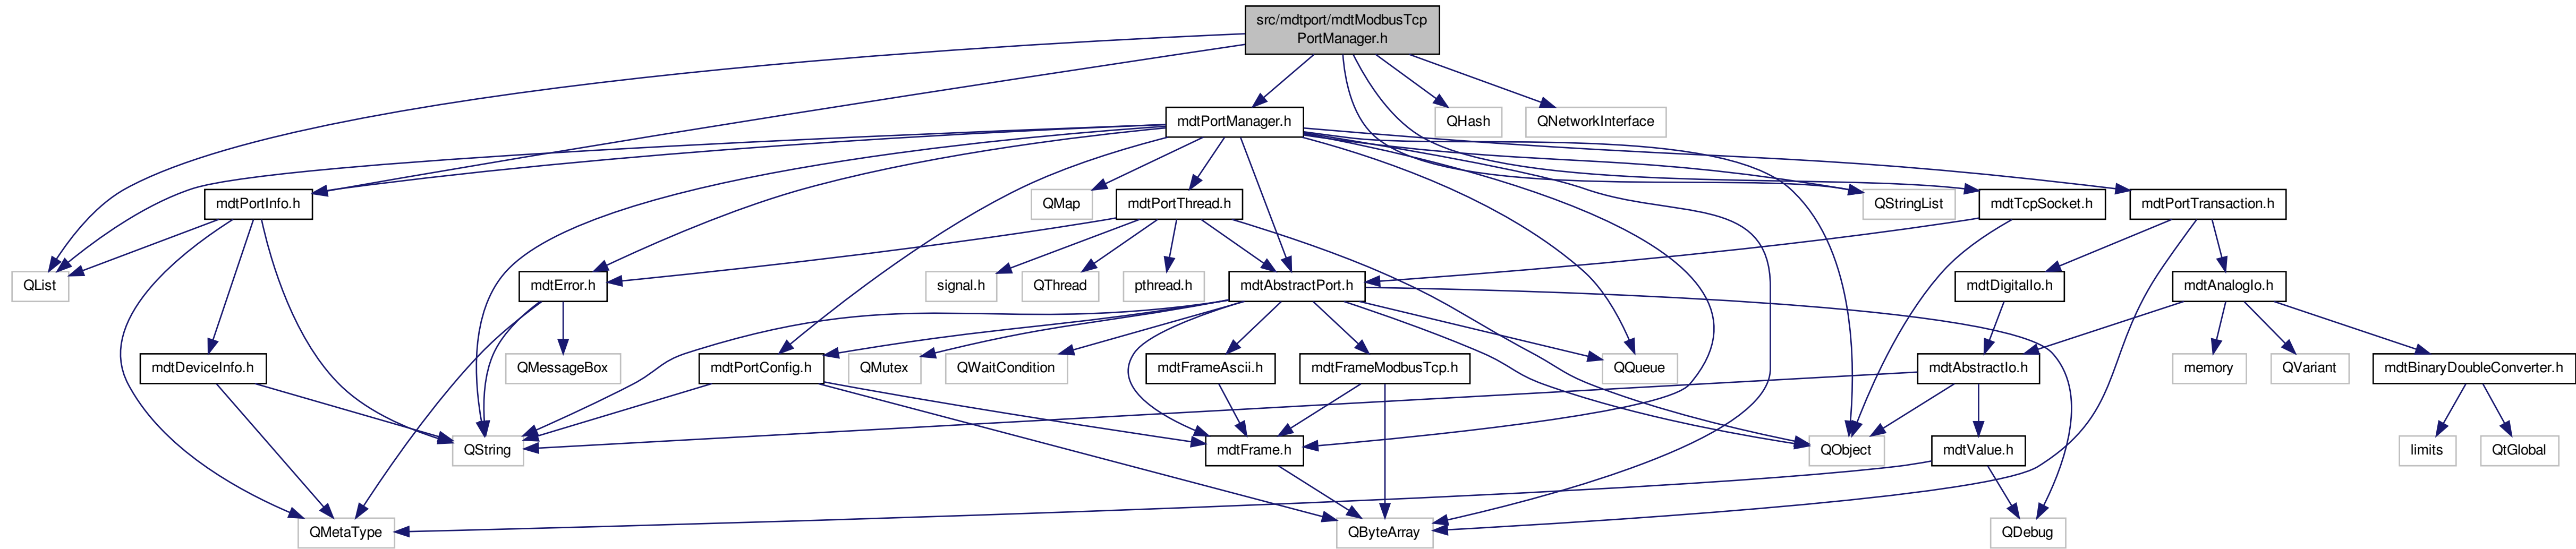 src/mdtport/mdtModbusTcp
PortManager.h
mdtPortManager.h
QHash
QNetworkInterface
mdtPortInfo.h
QMap
mdtPortThread.h
QStringList
mdtTcpSocket.h
mdtPortTransaction.h
QList
mdtError.h
signal.h
QThread
pthread.h
mdtAbstractPort.h
mdtDigitalIo.h
mdtAnalogIo.h
mdtDeviceInfo.h
QMessageBox
mdtPortConfig.h
QMutex
QWaitCondition
mdtFrameAscii.h
mdtFrameModbusTcp.h
QQueue
mdtAbstractIo.h
memory
QVariant
mdtBinaryDoubleConverter.h
QString
mdtFrame.h
QObject
mdtValue.h
limits
QtGlobal
QMetaType
QByteArray
QDebug